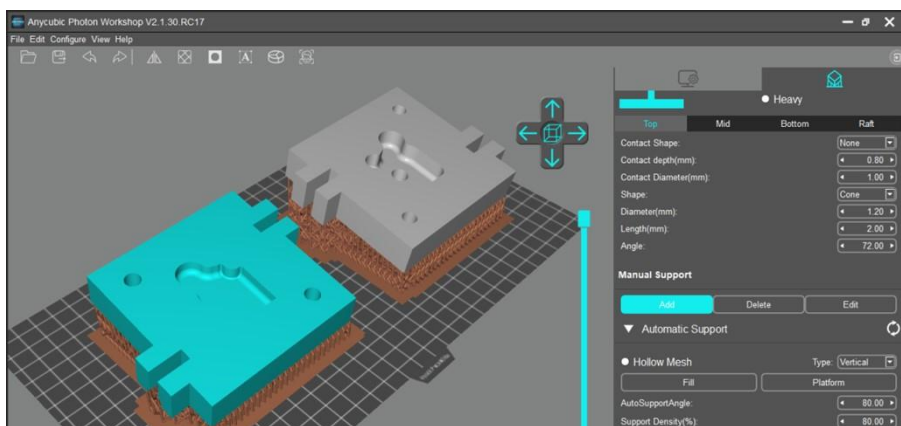 Anycubic Photon Workshop V2.1.30.RC17
File Edit Configure View Help
Heavy
Top Mid Bottom Raft
Contact Shape: None
Contact depth(mm): 0.80
Contact Diameter(mm): 1.00
Shape: Cone
Diameter(mm): 1.20
Length(mm): 2.00
Angle: 72.00
Manual Support
Add Delete Edit
Automatic Support
Hollow Mesh Type: Vertical
Fill Platform
AutoSupportAngle: 80.00
Support Density(%): 80.00